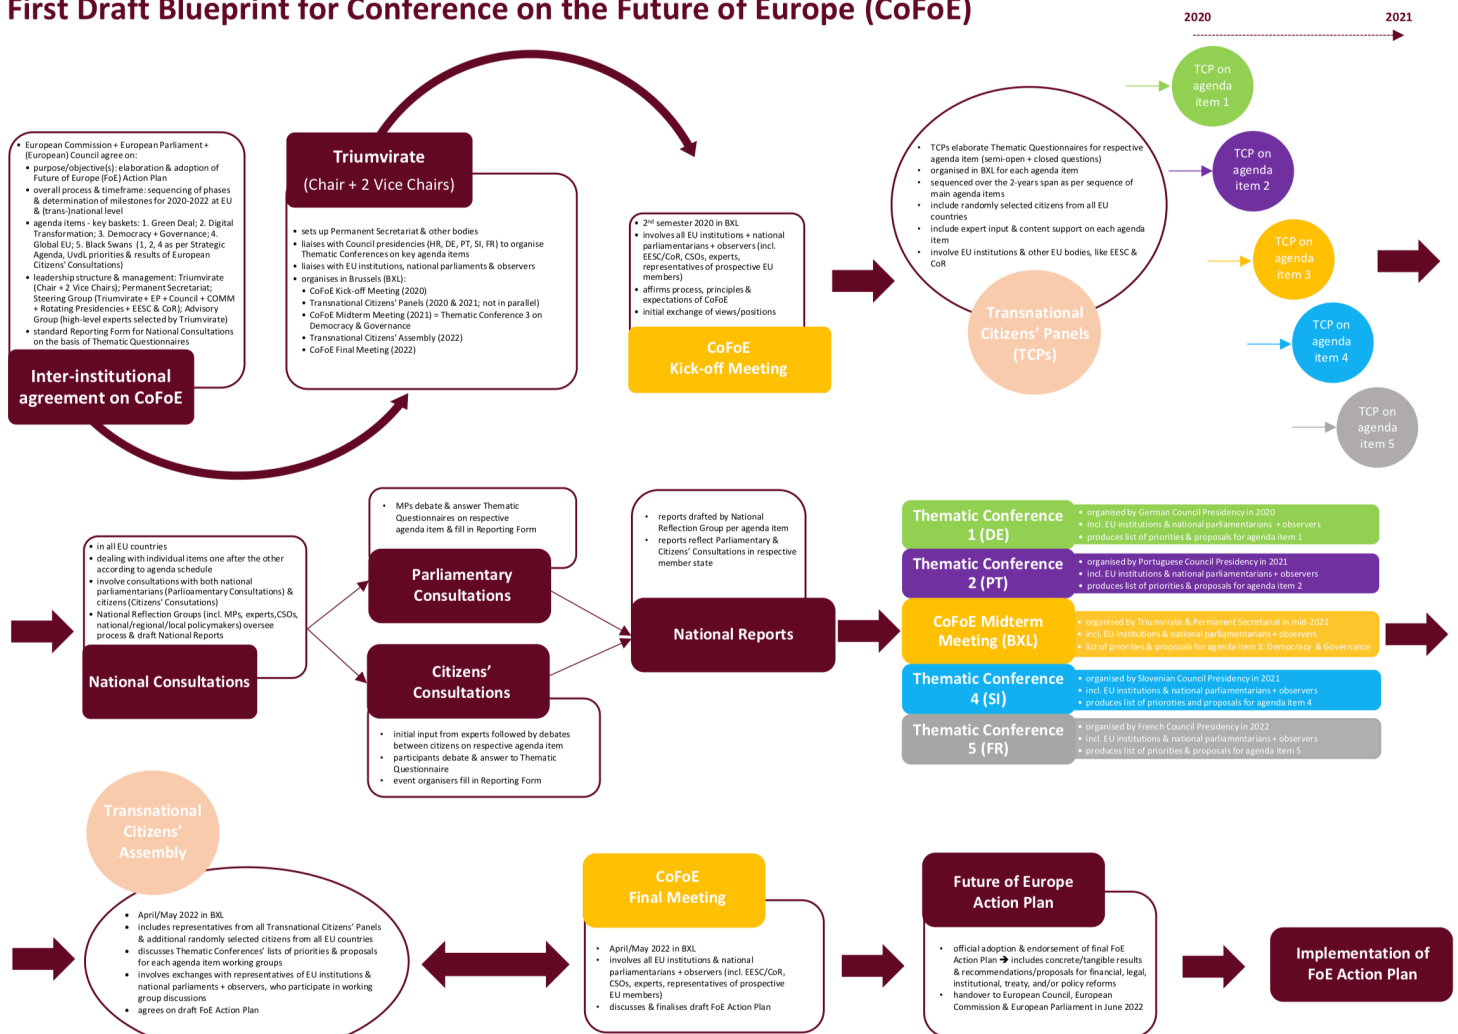 First Draft Blueprint for Conference on the Future of Europe (CoFoE)
2020
2021
• European Commission + European Parliament +
(European) Council agree on:
• purpose/objective(s): elaboration & adoption of
Future of Europe (FoE) Action Plan
• overall process & timeframe: sequencing of phases
& determination of milestones for 2020-2022 at EU
& (trans-)national level
• agenda items - key baskets: 1. Green Deal; 2. Digital
Transformation; 3. Democracy + Governance; 4.
Global EU; 5. Black Swans (1, 2, 4 as per Strategic
Agenda, UvdL priorities & results of European
Citizens' Consultations)
• leadership structure & management: Triumvirate
(Chair + 2 Vice Chairs); Permanent Secretariat;
Steering Group (Triumvirate + EP + Council + COMM
+ Rotating Presidencies + EESC & CoR); Advisory
Group (high-level experts selected by Triumvirate)
• standard Reporting Form for National Consultations
on the basis of Thematic Questionnaires
Inter-institutional
agreement on CoFoE
Triumvirate
(Chair + 2 Vice Chairs)
• sets up Permanent Secretariat & other bodies
• liaises with Council presidencies (HR, DE, PT, SI, FR) to organise
Thematic Conferences on key agenda items
• liaises with EU institutions, national parliaments & observers
• organises in Brussels (BXL):
• CoFoE Kick-off Meeting (2020)
• Transnational Citizens' Panels (2020 & 2021; not in parallel)
• CoFoE Midterm Meeting (2021) = Thematic Conference 3 on
Democracy & Governance
• Transnational Citizens' Assembly (2022)
• CoFoE Final Meeting (2022)
• 2nd semester 2020 in BXL
• involves all EU institutions + national
parliamentarians + observers (incl.
EESC/CoR, CSOs, experts,
representatives of prospective EU
members)
• affirms process, principles &
expectations of CoFoE
• initial exchange of views/positions
CoFoE
Kick-off Meeting
• TCPs elaborate Thematic Questionnaires for respective
agenda item (semi-open + closed questions)
• organised in BXL for each agenda item
• sequenced over the 2-years span as per sequence of
main agenda items
• include randomly selected citizens from all EU
countries
• include expert input & content support on each agenda
item
• involve EU institutions & other EU bodies, like EESC &
CoR
Transnational
Citizens' Panels
(TCPs)
TCP on
agenda
item 1
TCP on
agenda
item 2
TCP on
agenda
item 3
TCP on
agenda
item 4
TCP on
agenda
item 5
• in all EU countries
• dealing with individual items one after the other
according to agenda schedule
• involve consultations with both national
parliamentarians (Parlioamentary Consultations) &
citizens (Citizens' Consutations)
• National Reflection Groups (incl. MPs, experts,CSOs,
national/regional/local policymakers) oversee
process & draft National Reports
National Consultations
• MPs debate & answer Thematic
Questionnaires on respective
agenda item & fill in Reporting Form
Parliamentary
Consultations
Citizens'
Consultations
• initial input from experts followed by debates
between citizens on respective agenda item
• participants debate & answer to Thematic
Questionnaire
• event organisers fill in Reporting Form
• reports drafted by National
Reflection Group per agenda item
• reports reflect Parliamentary &
Citizens' Consultations in respective
member state
National Reports
Thematic Conference
1 (DE)
• organised by German Council Presidency in 2020
• incl. EU institutions & national parliamentarians + observers
• produces list of priorities & proposals for agenda item 1
Thematic Conference
2 (PT)
• organised by Portuguese Council Presidency in 2021
• incl. EU institutions & national parliamentarians + observers
• produces list of priorities & proposals for agenda item 2
CoFoE Midterm
Meeting (BXL)
• organised by Triumvirate & Permanent Secretariat in mid-2021
• incl. EU institutions & national parliamentarians + observers
• list of priorities & proposals for agenda item 3: Democracy & Governance
Thematic Conference
4 (SI)
• organised by Slovenian Council Presidency in 2021
• incl. EU institutions & national parliamentarians + observers
• produces list of prioroties and proposals for agenda item 4
Thematic Conference
5 (FR)
• organised by French Council Presidency in 2022
• incl. EU institutions & national parliamentarians + observers
• produces list of priorities & proposals for agenda item 5
Transnational
Citizens'
Assembly
• April/May 2022 in BXL
• includes representatives from all Transnational Citizens' Panels
& additional randomly selected citizens from all EU countries
• discusses Thematic Conferences' lists of priorities & proposals
for each agenda item working groups
• involves exchanges with representatives of EU institutions &
national parliaments + observers, who participate in working
group discussions
• agrees on draft FoE Action Plan
CoFoE
Final Meeting
• April/May 2022 in BXL
• involves all EU institutions & national
parliamentarians + observers (incl. EESC/CoR,
CSOs, experts, representatives of prospective
EU members)
• discusses & finalises draft FoE Action Plan
Future of Europe
Action Plan
• official adoption & endorsement of final FoE
Action Plan → includes concrete/tangible results
& recommendations/proposals for financial, legal,
institutional, treaty, and/or policy reforms
• handover to European Council, European
Commission & European Parliament in June 2022
Implementation of
FoE Action Plan